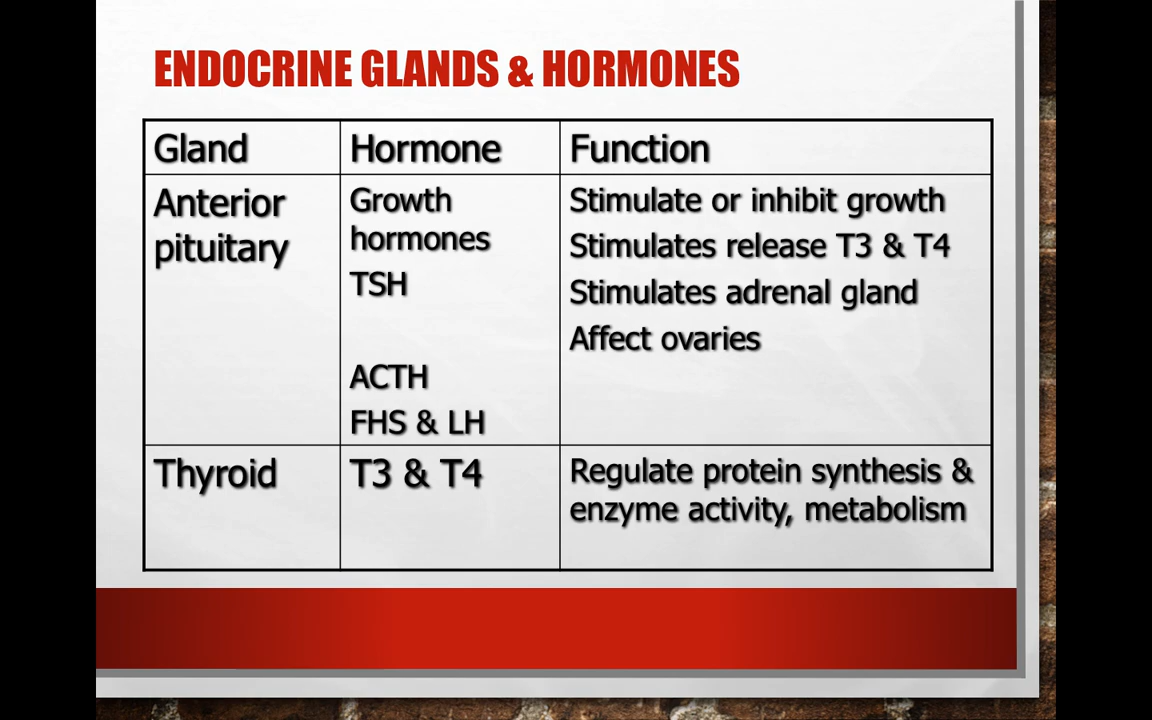 ENDOCRINE GLANDS & HORMONES
Gland
Hormone
Function
Anterior
pituitary
Growth
hormones
TSH
ACTH
FHS & LH
Stimulate or inhibit growth
Stimulates release T3 & T4
Stimulates adrenal gland
Affect ovaries
Thyroid
T3 & T4
Regulate protein synthesis &
enzyme activity, metabolism